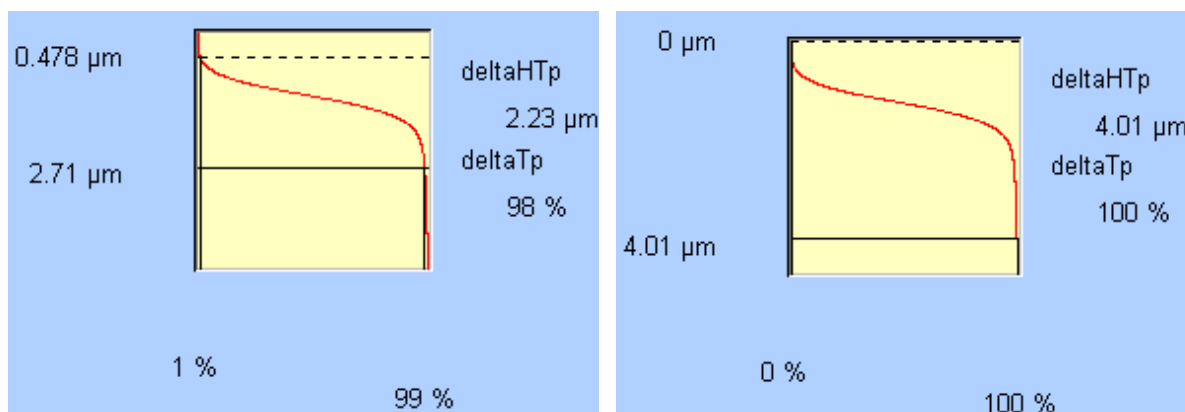 0.478 µm
deltaHTp
2.23 µm
2.71 µm
deltaTp
98 %
1 %
99 %
0 µm
deltaHTp
4.01 µm
deltaTp
100 %
4.01 µm
0 %
100 %